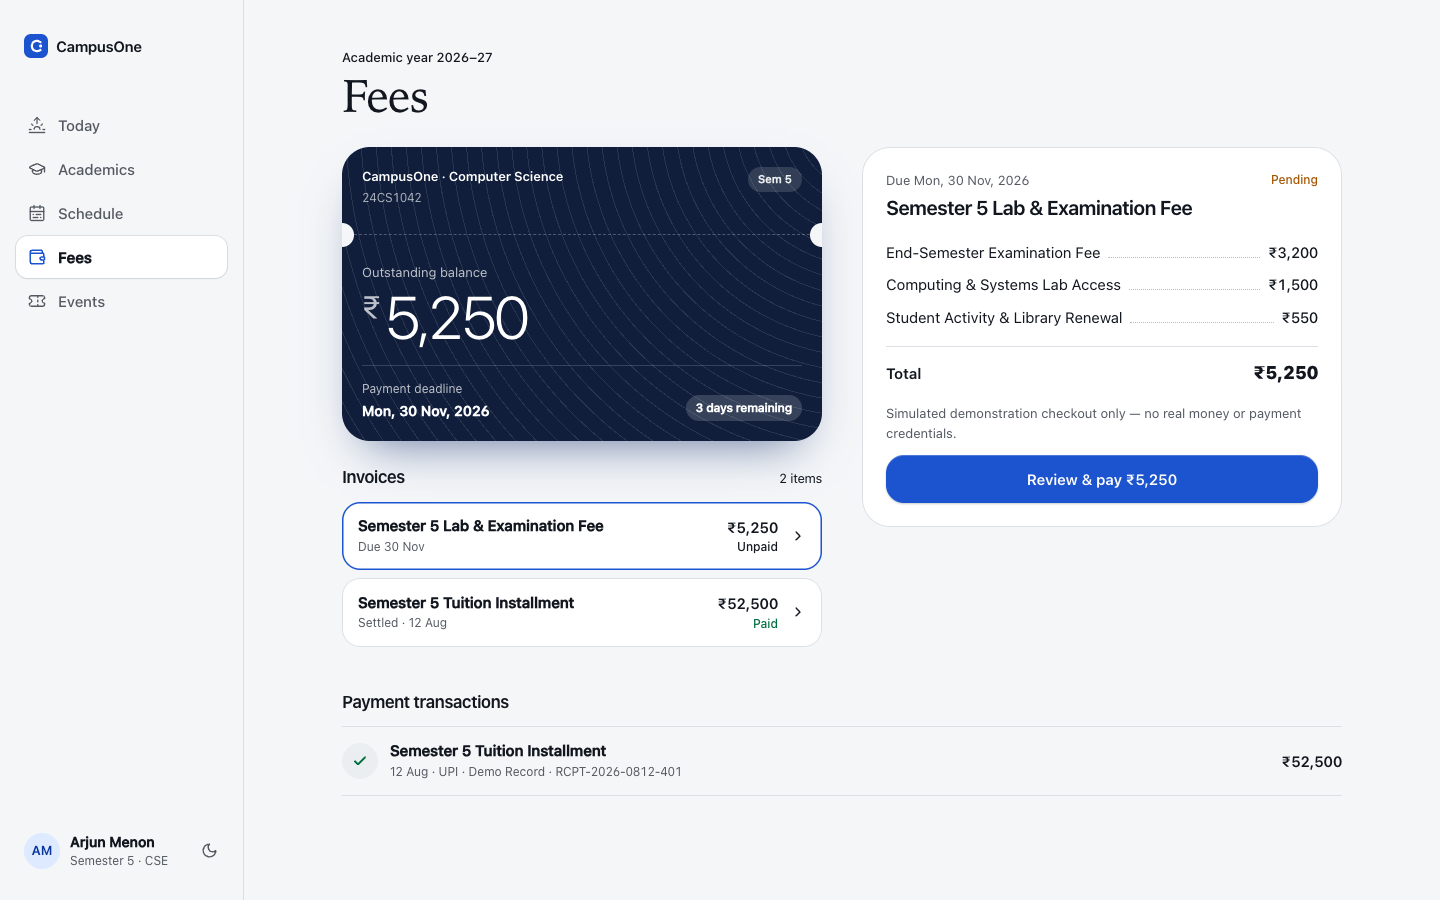 CampusOne
Today
Academics
Schedule
Fees
Events
Arjun Menon
Semester 5 · CSE
AM
Academic year 2026–27
Fees
CampusOne · Computer Science
24CS1042
Sem 5
Outstanding balance
₹5,250
Payment deadline
Mon, 30 Nov, 2026
3 days remaining
Invoices
2 items
Semester 5 Lab & Examination Fee
Due 30 Nov
₹5,250
Unpaid
Semester 5 Tuition Installment
Settled · 12 Aug
₹52,500
Paid
Due Mon, 30 Nov, 2026
Pending
Semester 5 Lab & Examination Fee
End-Semester Examination Fee ₹3,200
Computing & Systems Lab Access ₹1,500
Student Activity & Library Renewal ₹550
Total ₹5,250
Simulated demonstration checkout only — no real money or payment
credentials.
Review & pay ₹5,250
Payment transactions
Semester 5 Tuition Installment
12 Aug · UPI · Demo Record · RCPT-2026-0812-401
₹52,500